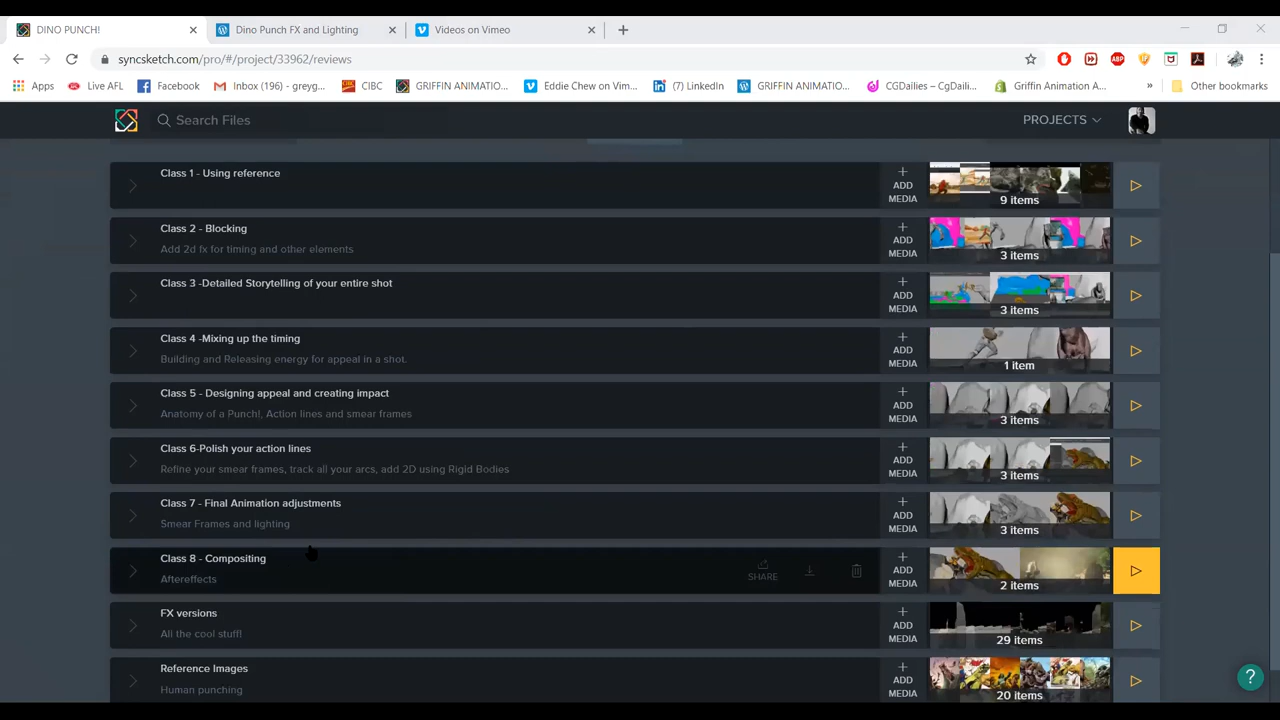 DINO PUNCH!
Dino Punch FX and Lighting
Videos on Vimeo
syncsketch.com/pro/#/project/33962/reviews
Apps
Live AFL
Facebook
Inbox (196) - greyg...
CIBC
GRIFFIN ANIMATIO...
Eddie Chew on Vim...
(7) LinkedIn
GRIFFIN ANIMATIO...
CGDailies – CgDaili...
Griffin Animation A...
»
Other bookmarks
Search Files
PROJECTS
Class 1 - Using reference
+ ADD MEDIA
9 items
Class 2 - Blocking
Add 2d fx for timing and other elements
+ ADD MEDIA
3 items
Class 3 -Detailed Storytelling of your entire shot
+ ADD MEDIA
3 items
Class 4 -Mixing up the timing
Building and Releasing energy for appeal in a shot.
+ ADD MEDIA
1 item
Class 5 - Designing appeal and creating impact
Anatomy of a Punch!, Action lines and smear frames
+ ADD MEDIA
3 items
Class 6-Polish your action lines
Refine your smear frames, track all your arcs, add 2D using Rigid Bodies
+ ADD MEDIA
3 items
Class 7 - Final Animation adjustments
Smear Frames and lighting
+ ADD MEDIA
3 items
Class 8 - Compositing
Aftereffects
SHARE
+ ADD MEDIA
2 items
FX versions
All the cool stuff!
+ ADD MEDIA
29 items
Reference Images
Human punching
+ ADD MEDIA
20 items
?